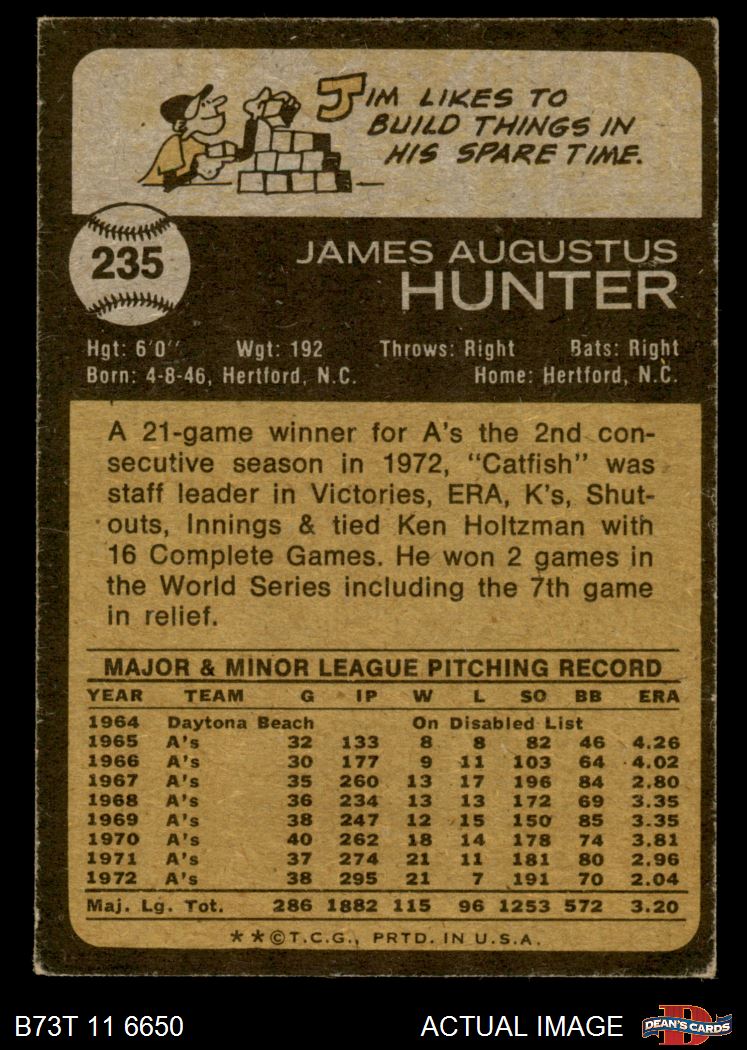 JIM LIKES TO
BUILD THINGS IN
HIS SPARE TIME.
235
JAMES AUGUSTUS
HUNTER
Hgt: 6'0" Wgt: 192 Throws: Right Bats: Right
Born: 4-8-46, Hertford, N.C. Home: Hertford, N.C.
A 21-game winner for A's the 2nd con-
secutive season in 1972, "Catfish" was
staff leader in Victories, ERA, K's, Shut-
outs, Innings & tied Ken Holtzman with
16 Complete Games. He won 2 games in
the World Series including the 7th game
in relief.
MAJOR & MINOR LEAGUE PITCHING RECORD
YEAR TEAM G IP W L SO BB ERA
1964 Daytona Beach On Disabled List
1965 A's 32 133 8 8 82 46 4.26
1966 A's 30 177 9 11 103 64 4.02
1967 A's 35 260 13 17 196 84 2.80
1968 A's 36 234 13 13 172 69 3.35
1969 A's 38 247 12 15 150 85 3.35
1970 A's 40 262 18 14 178 74 3.81
1971 A's 37 274 21 11 181 80 2.96
1972 A's 38 295 21 7 191 70 2.04
Maj. Lg. Tot. 286 1882 115 96 1253 572 3.20
**©T.C.G., PRTD. IN U.S.A.
B73T 11 6650 ACTUAL IMAGE D DEAN'S CARDS